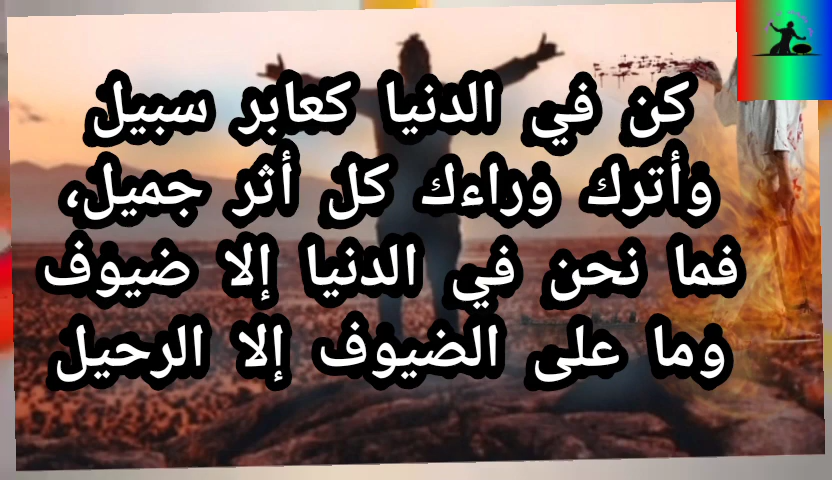 كن في الدنيا كعابر سبيل
وأترك وراءك كل أثر جميل،
فما نحن في الدنيا إلا ضيوف
وما على الضيوف إلا الرحيل